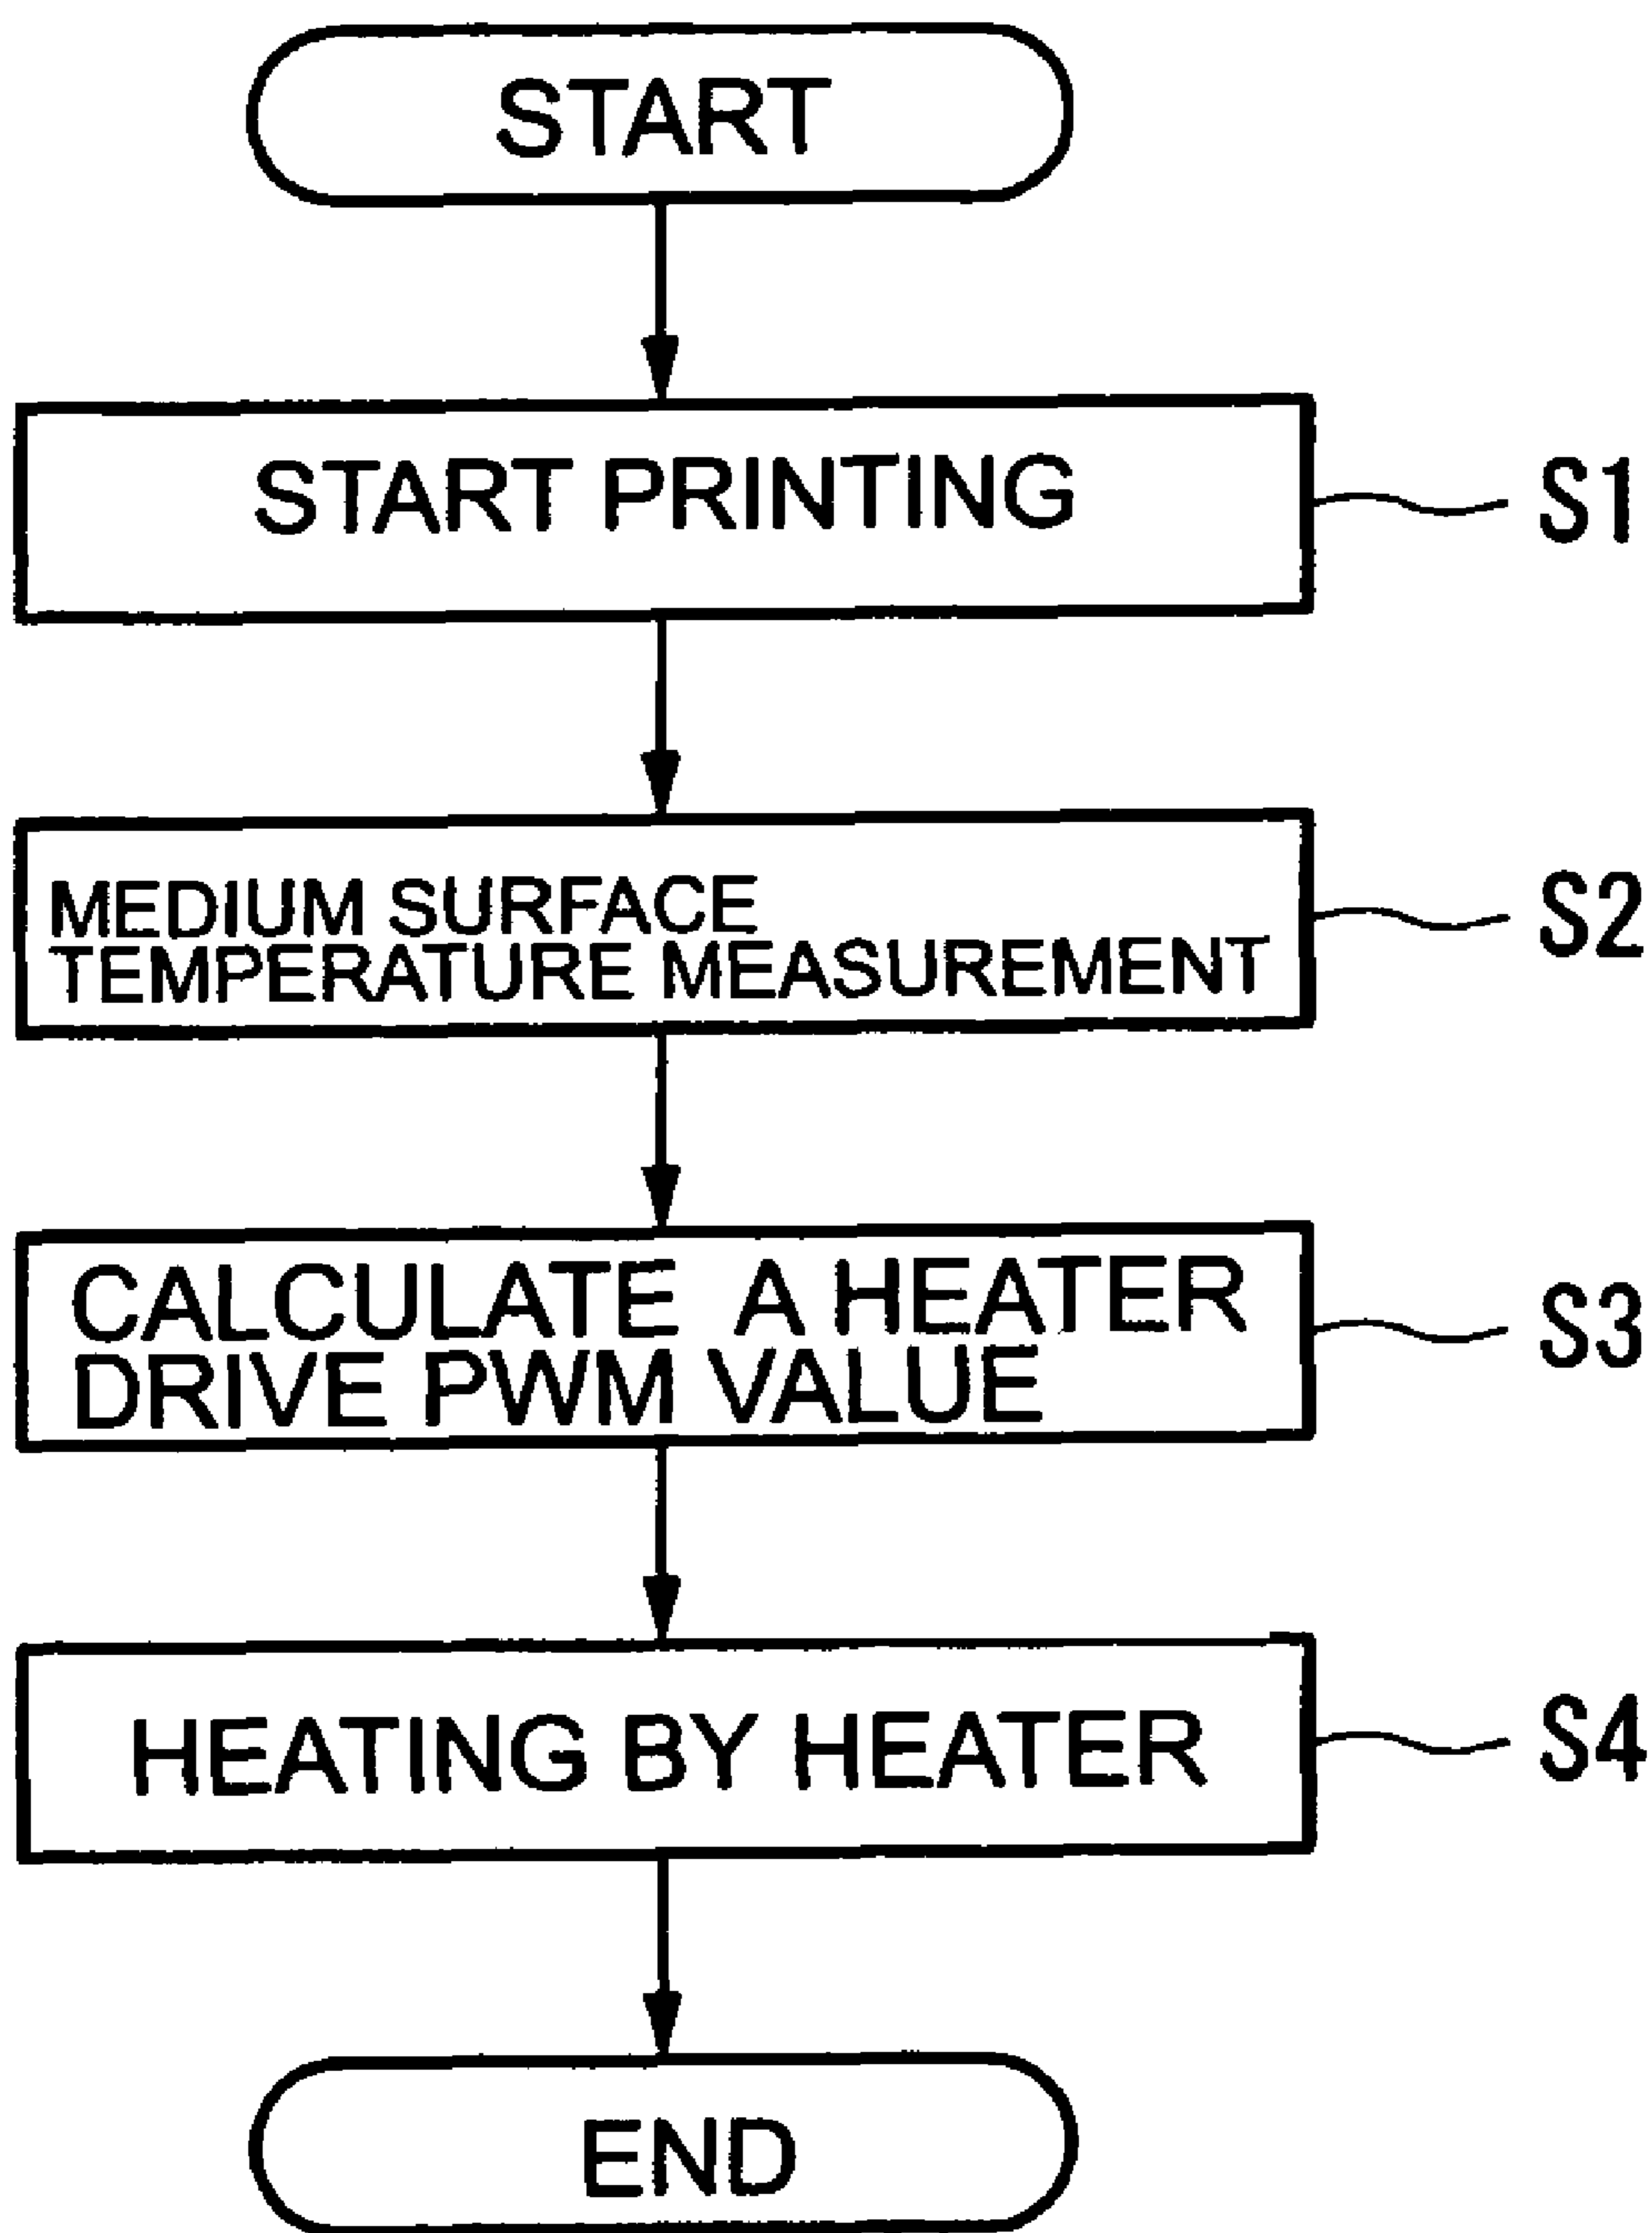 START
START PRINTING
S1
MEDIUM SURFACE
TEMPERATURE MEASUREMENT
S2
CALCULATE A HEATER
DRIVE PWM VALUE
S3
HEATING BY HEATER
S4
END